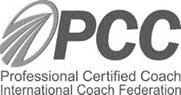 PCC
Professional Certified Coach
International Coach Federation